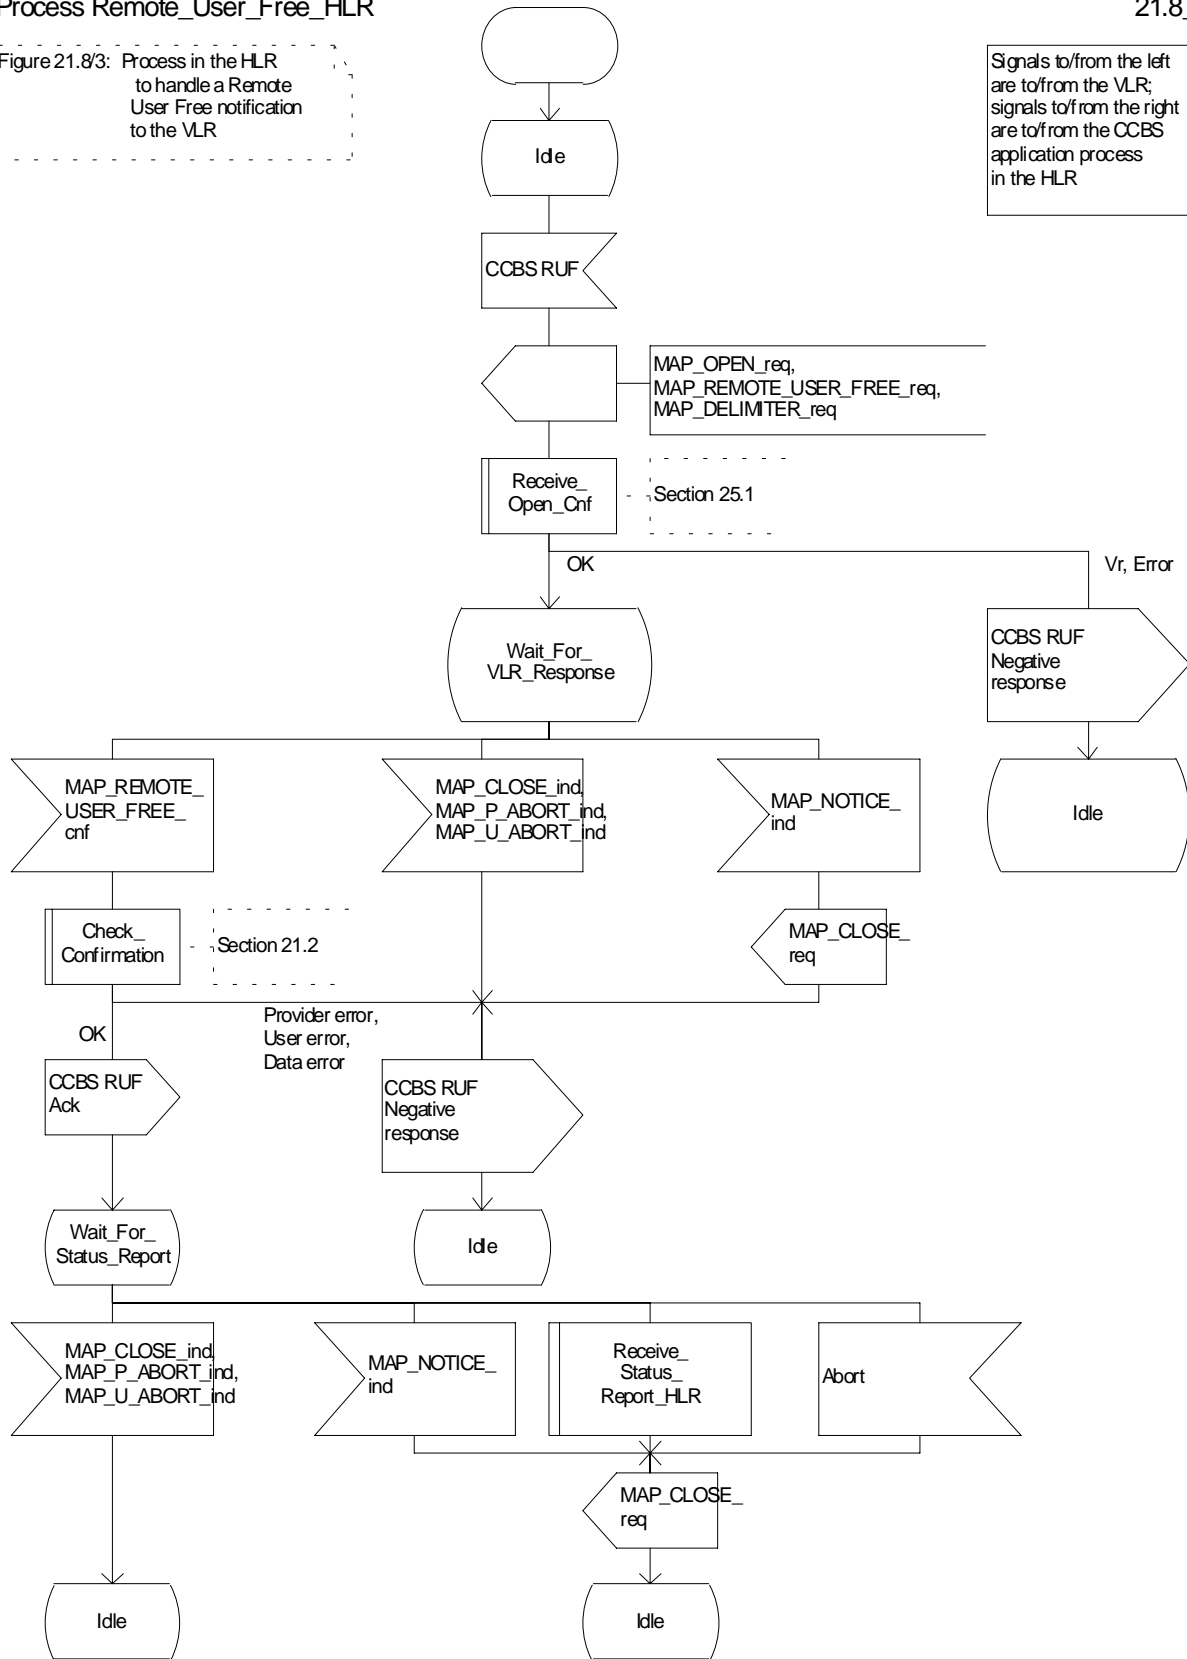 Process Remote_User_Free_HLR
21.8_
Figure 21.8/3: Process in the HLR
to handle a Remote
User Free notification
to the VLR
Signals to/from the left
are to/from the VLR;
signals to/from the right
are to/from the CCBS
application process
in the HLR
Idle
CCBS RUF
MAP_OPEN_req,
MAP_REMOTE_USER_FREE_req,
MAP_DELIMITER_req
Receive_
Open_Cnf
Section 25.1
OK
Vr, Error
Wait_For_
VLR_Response
CCBS RUF
Negative
response
MAP_REMOTE_
USER_FREE_
cnf
MAP_CLOSE_ind,
MAP_P_ABORT_ind,
MAP_U_ABORT_ind
MAP_NOTICE_
ind
Idle
Check_
Confirmation
Section 21.2
MAP_CLOSE_
req
Provider error,
User error,
Data error
OK
CCBS RUF
Ack
CCBS RUF
Negative
response
Wait_For_
Status_Report
Idle
MAP_CLOSE_ind,
MAP_P_ABORT_ind,
MAP_U_ABORT_ind
MAP_NOTICE_
ind
Receive_
Status_
Report_HLR
Abort
MAP_CLOSE_
req
Idle
Idle